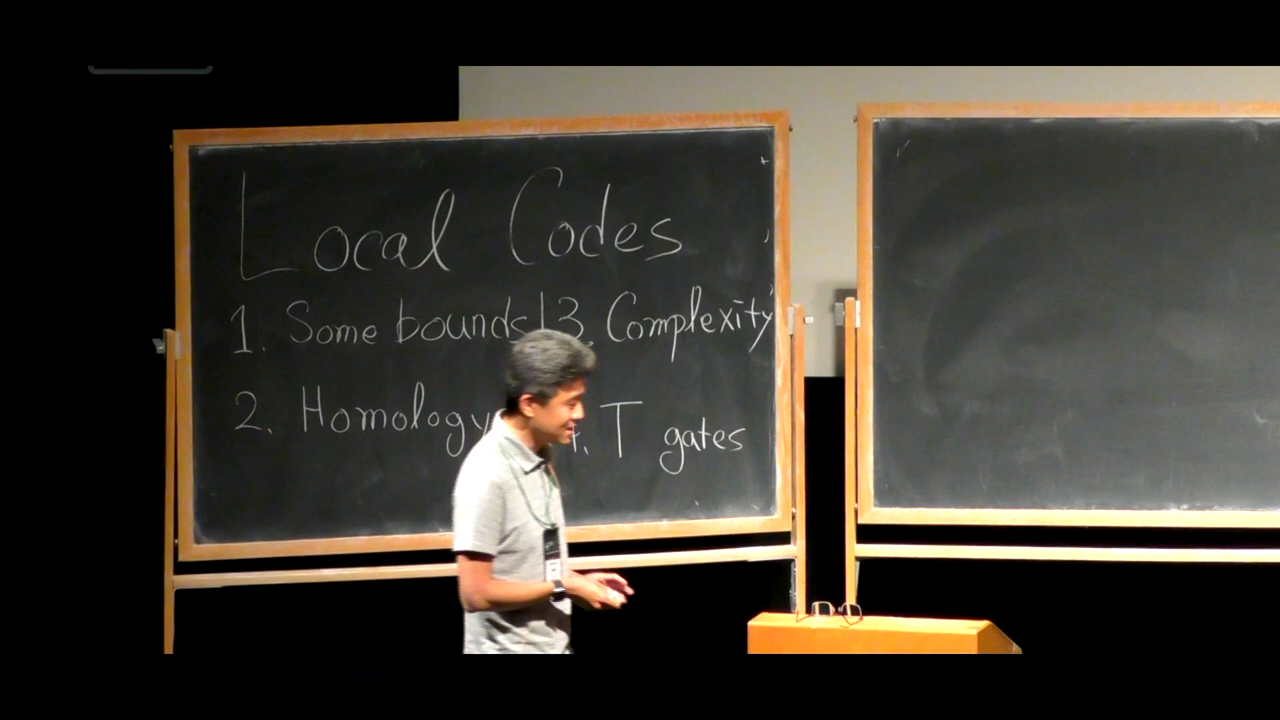 Local Codes
1. Some bounds 3. Complexity
2. Homology 4. T gates